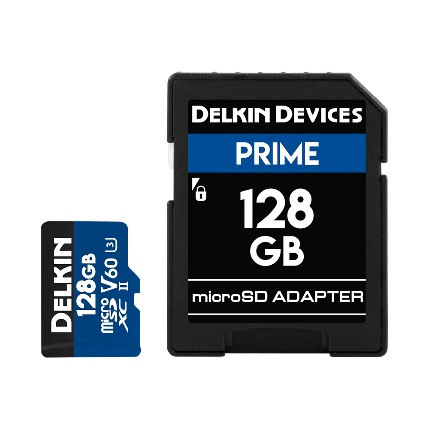 DELKIN DEVICES
PRIME
128
GB
microSD ADAPTER
DELKIN
128GB
micro
SD
XC II
V60 3